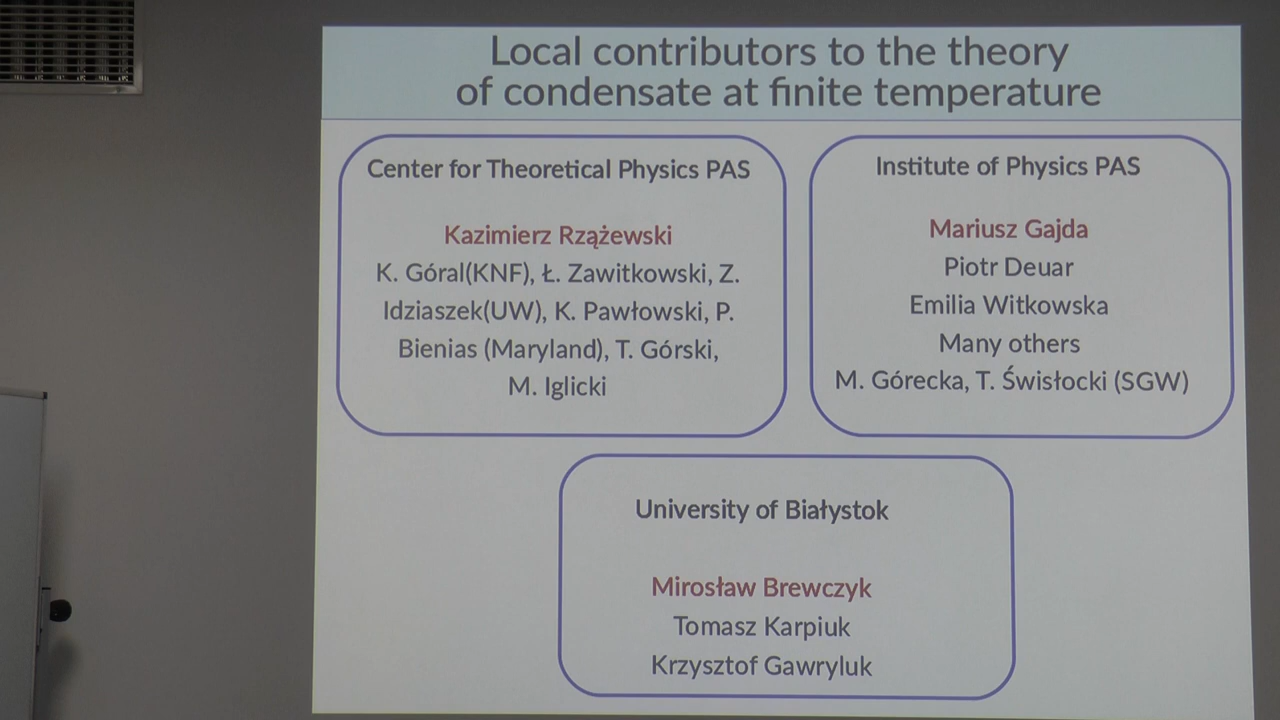 Local contributors to the theory
of condensate at finite temperature
Center for Theoretical Physics PAS
Kazimierz Rzążewski
K. Góral(KNF), Ł. Zawitkowski, Z.
Idziaszek(UW), K. Pawłowski, P.
Bienias (Maryland), T. Górski,
M. Iglicki
Institute of Physics PAS
Mariusz Gajda
Piotr Deuar
Emilia Witkowska
Many others
M. Górecka, T. Świsłocki (SGW)
University of Białystok
Mirosław Brewczyk
Tomasz Karpiuk
Krzysztof Gawryluk